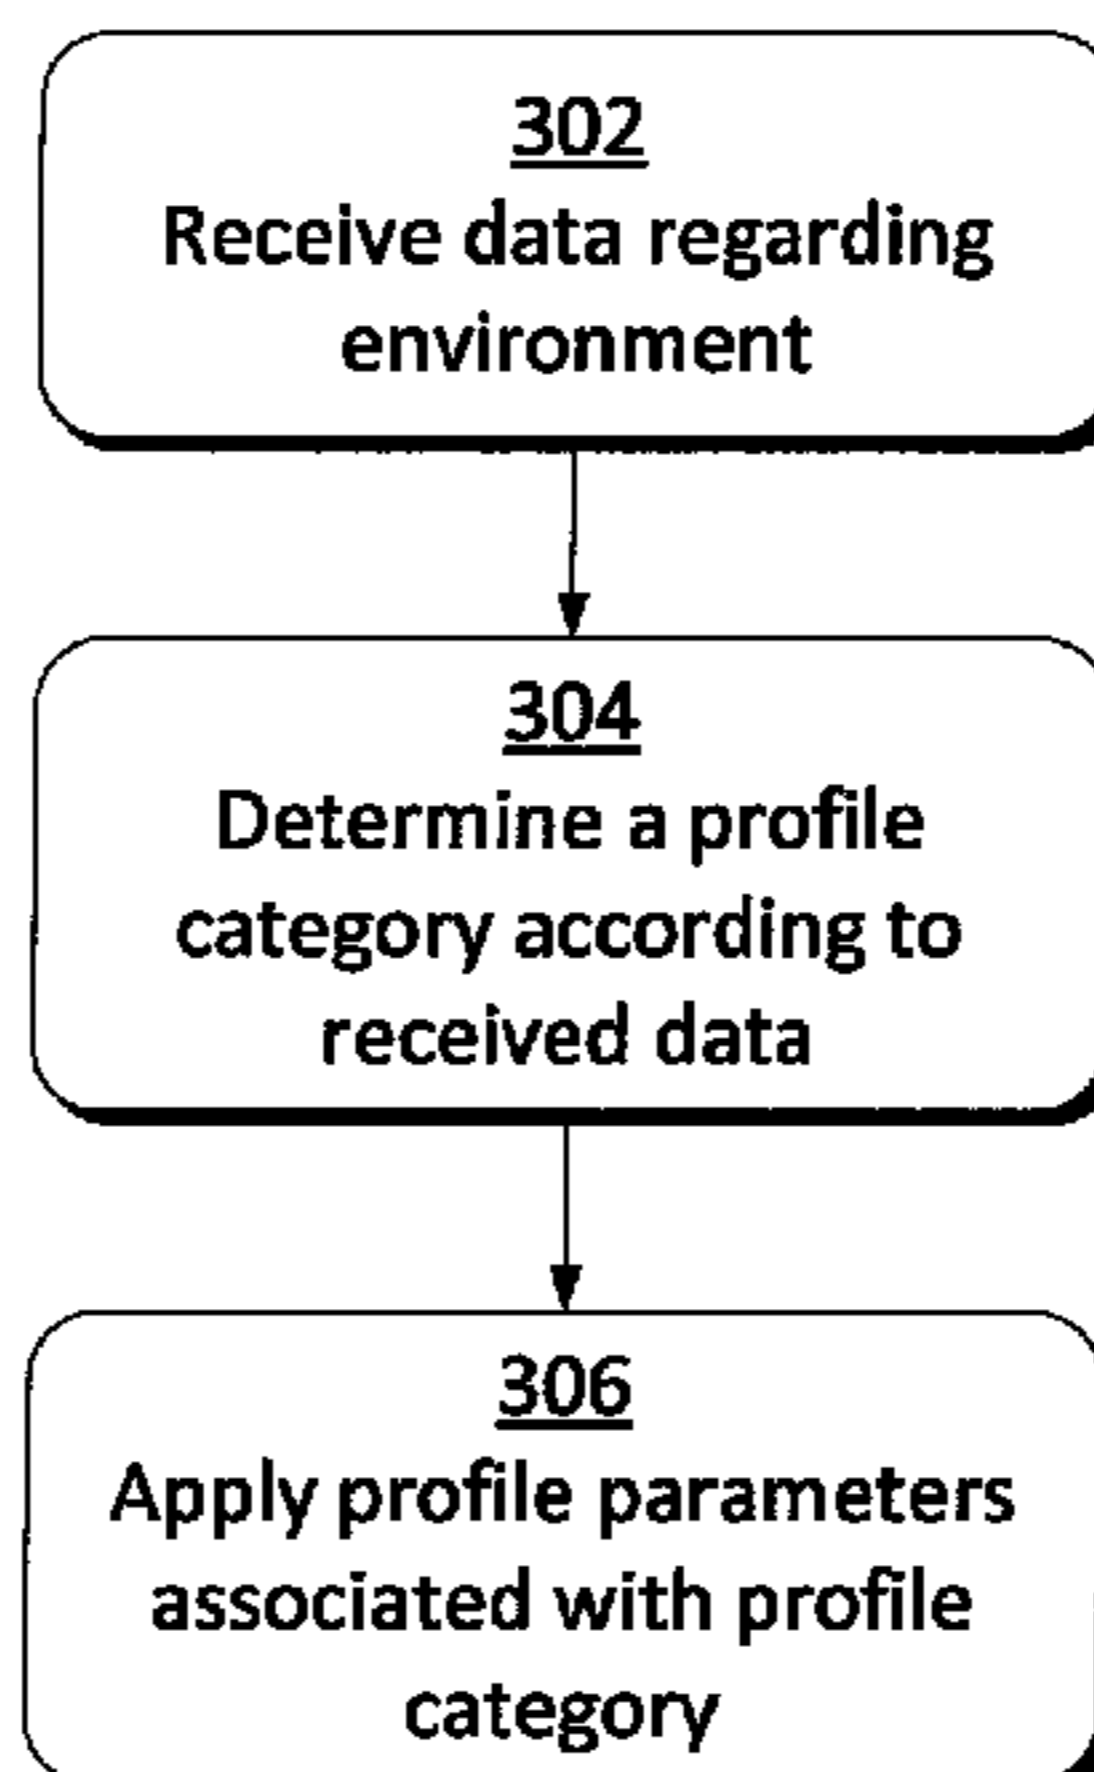 302
Receive data regarding
environment
304
Determine a profile
category according to
received data
306
Apply profile parameters
associated with profile
category